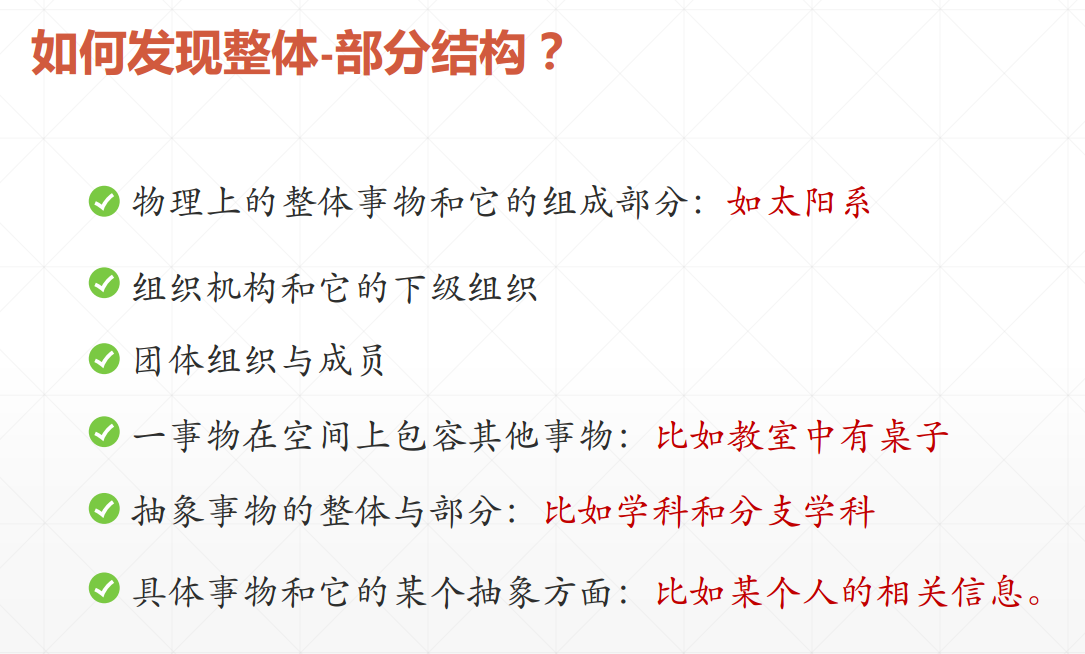 如何发现整体-部分结构？
物理上的整体事物和它的组成部分：如太阳系
组织机构和它的下级组织
团体组织与成员
一事物在空间上包容其他事物：比如教室中有桌子
抽象事物的整体与部分：比如学科和分支学科
具体事物和它的某个抽象方面：比如某个人的相关信息。